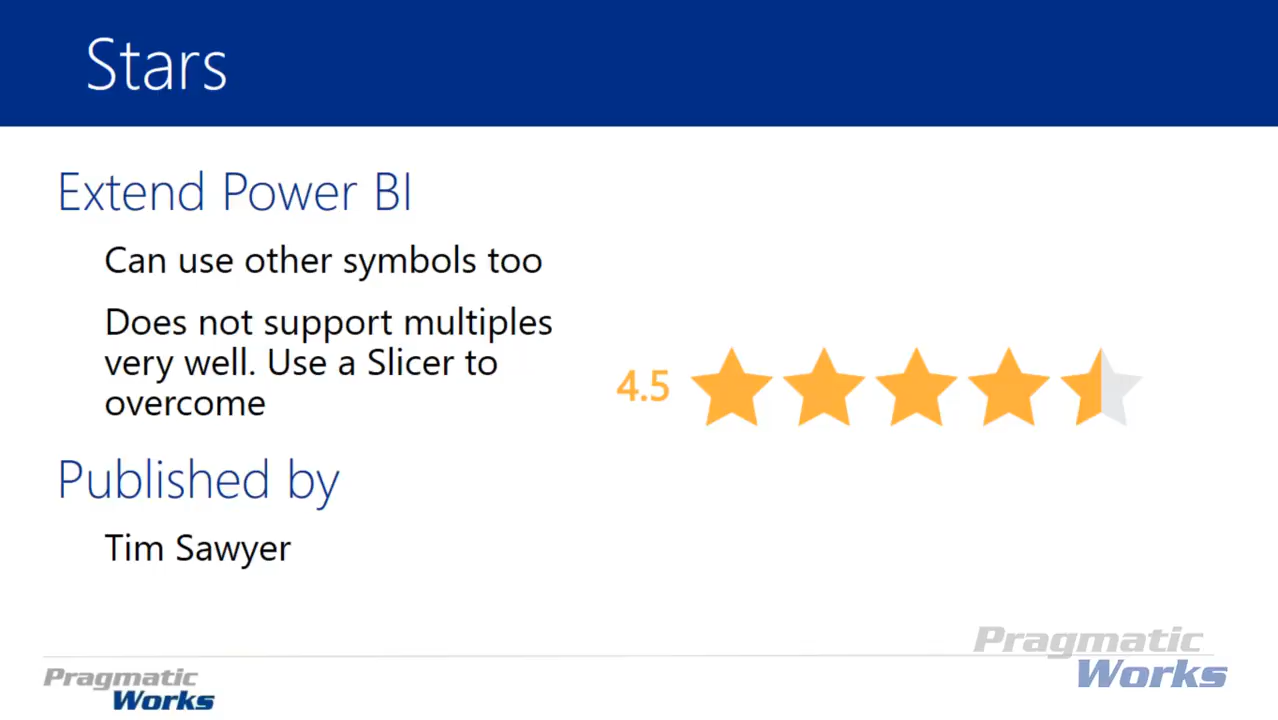 Stars
Extend Power BI
Can use other symbols too
Does not support multiples
very well. Use a Slicer to
overcome
4.5
Published by
Tim Sawyer
Pragmatic
Works
Pragmatic
Works